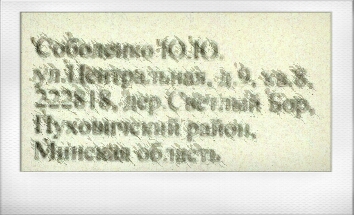 Соболенко Ю.Ю.
ул.Центральная, д.9, кв.8,
222818, дер.Светлый Бор,
Пуховичский район,
Минская область